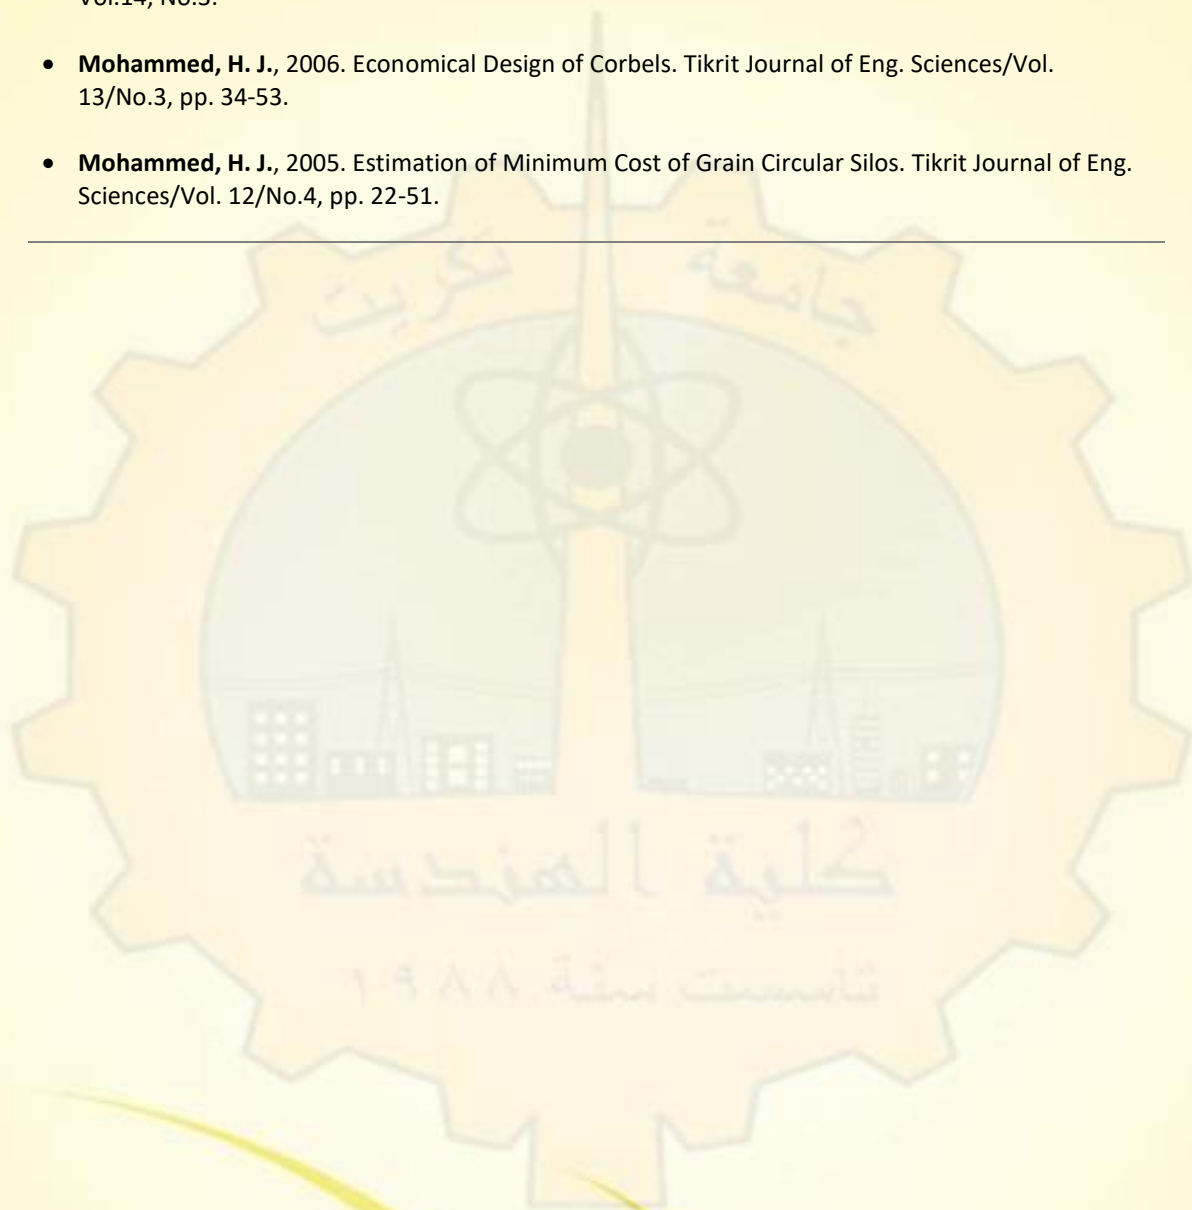 Vol.14, No.3.
• Mohammed, H. J., 2006. Economical Design of Corbels. Tikrit Journal of Eng. Sciences/Vol.
13/No.3, pp. 34-53.
• Mohammed, H. J., 2005. Estimation of Minimum Cost of Grain Circular Silos. Tikrit Journal of Eng.
Sciences/Vol. 12/No.4, pp. 22-51.
جامعة تكريت
كلية الهندسة
تأسست سنة ١٩٨٨